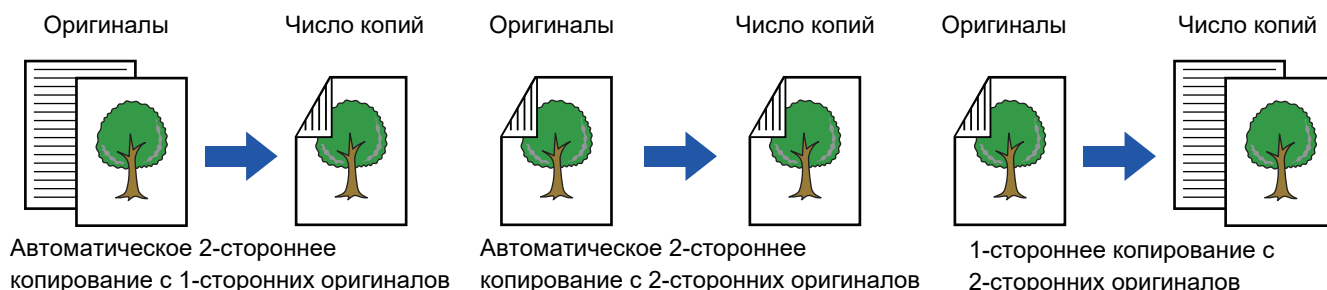 Оригиналы
Число копий
Оригиналы
Число копий
Оригиналы
Число копий
Автоматическое 2-стороннее
копирование с 1-сторонних оригиналов
Автоматическое 2-стороннее
копирование с 2-сторонних оригиналов
1-стороннее копирование с
2-сторонних оригиналов